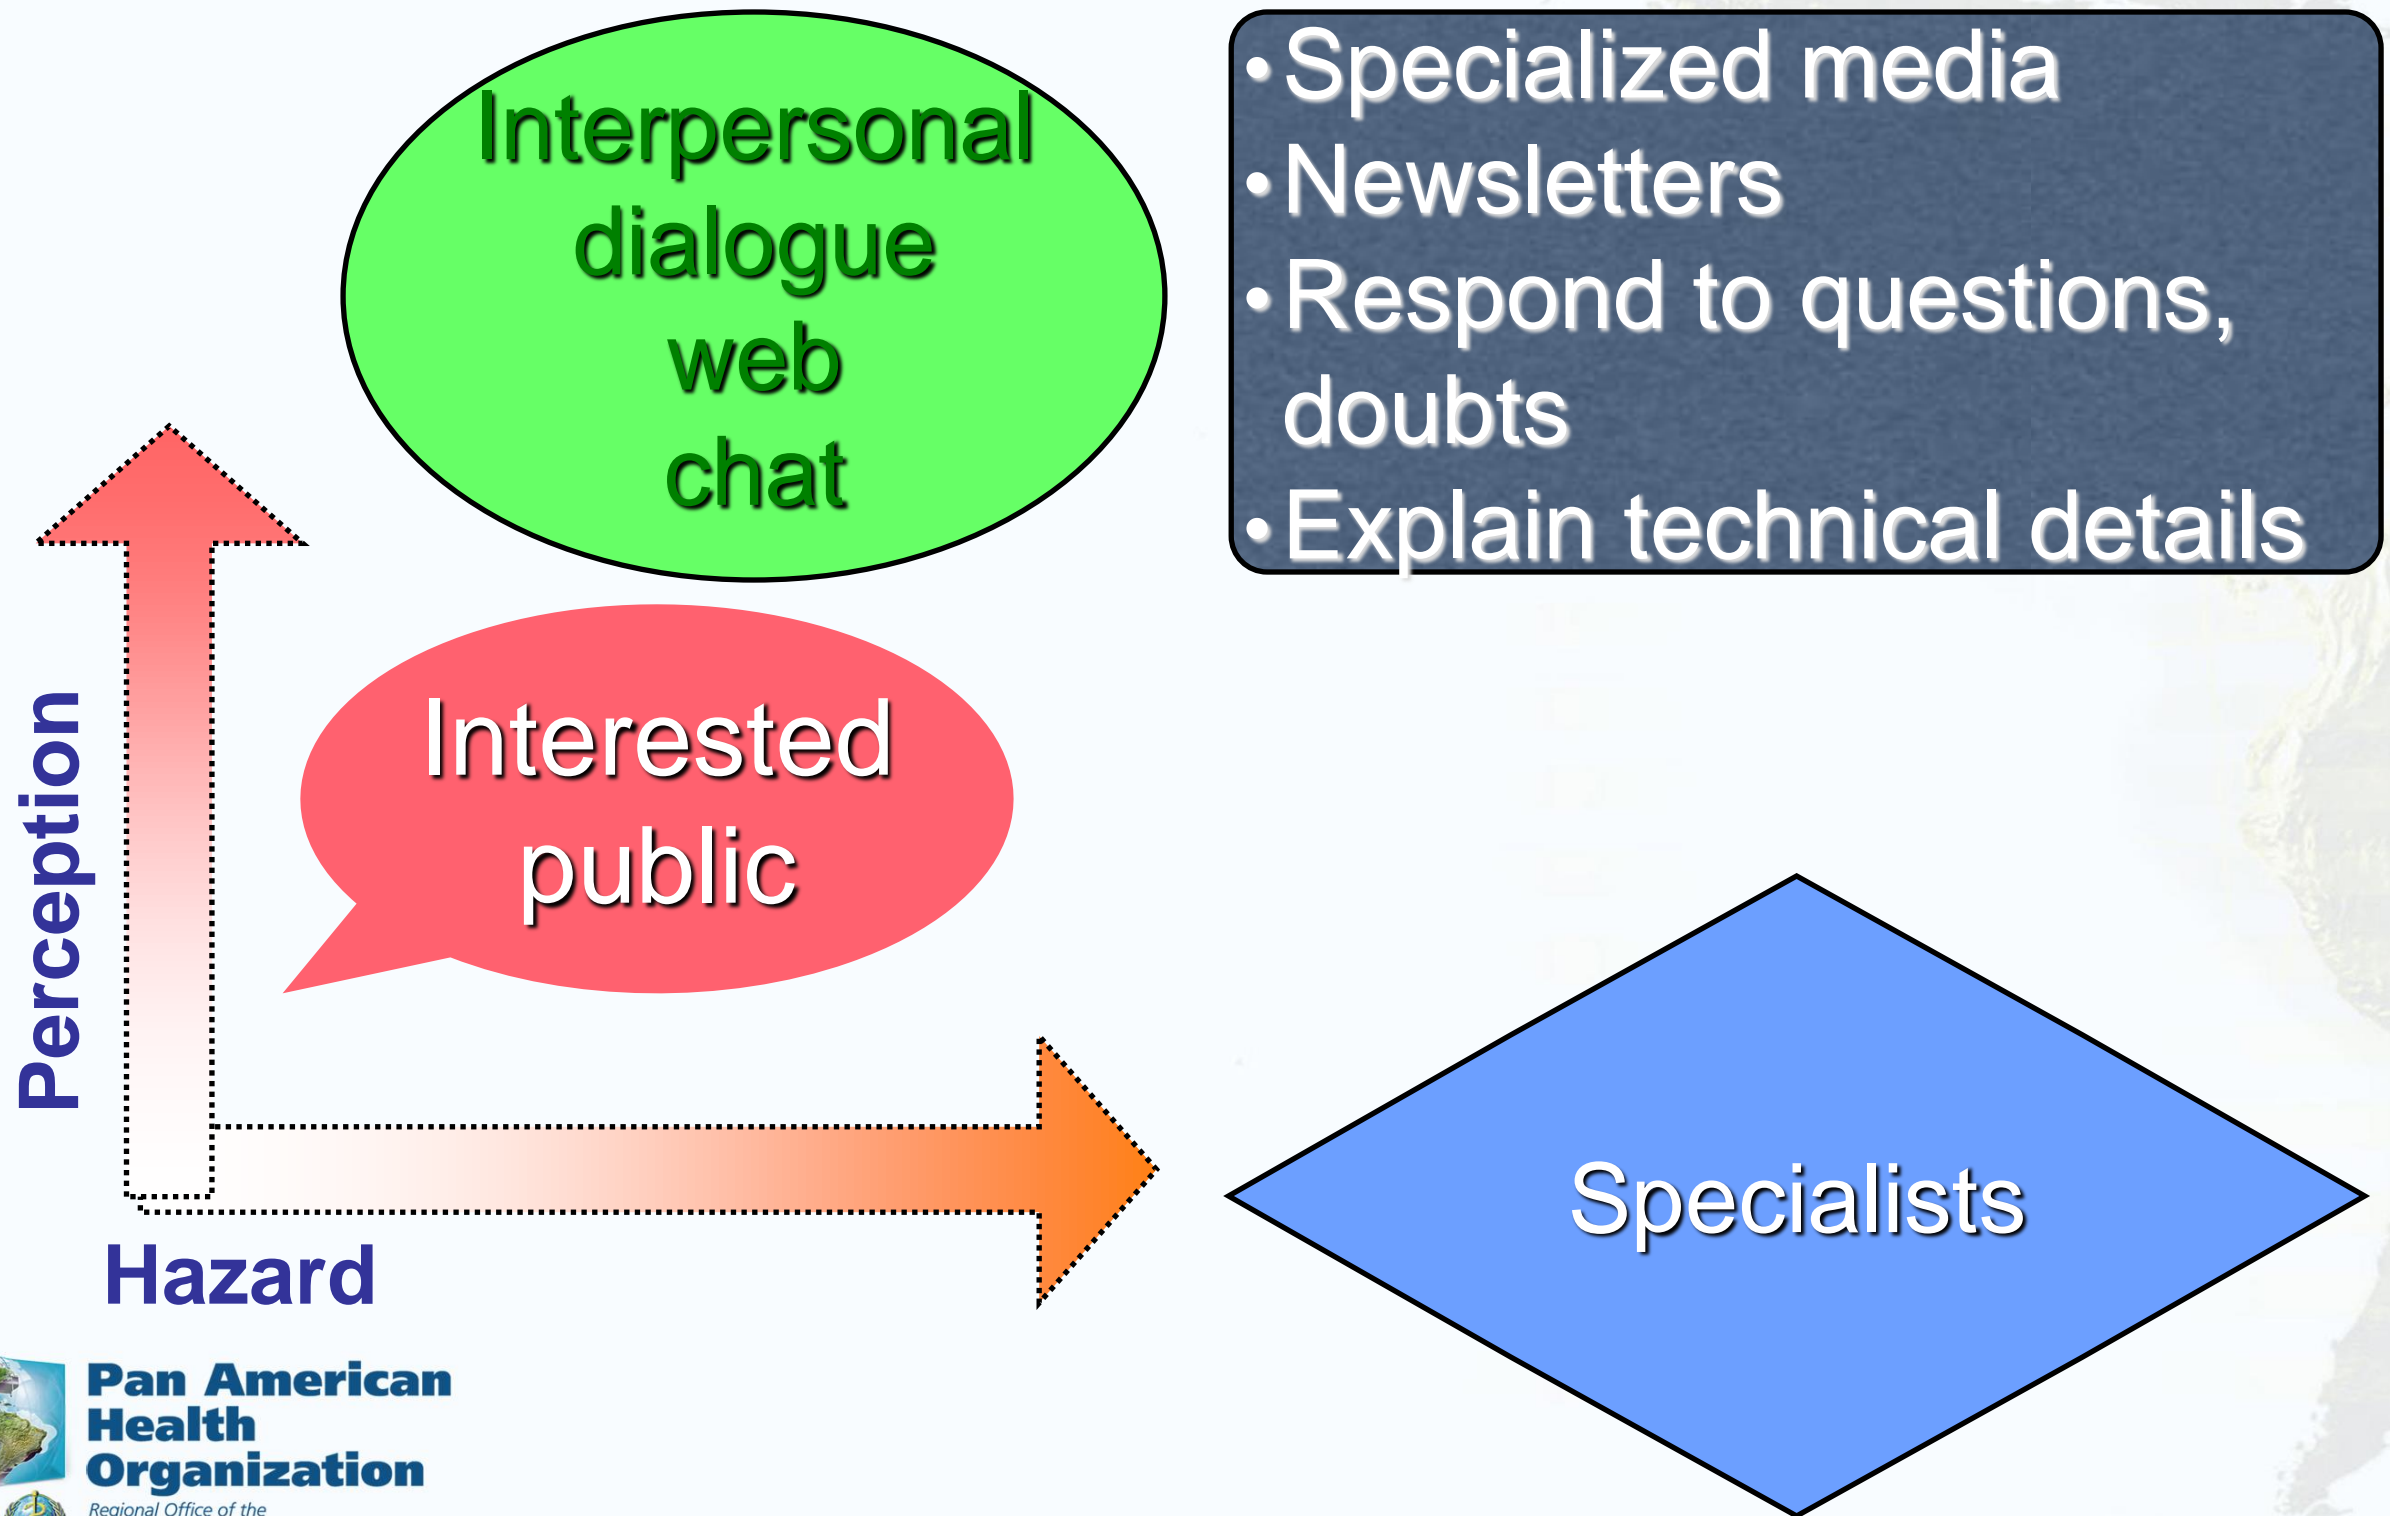 Interpersonal
dialogue
web
chat
•Specialized media
•Newsletters
•Respond to questions,
doubts
•Explain technical details
Perception
Interested
public
Specialists
Hazard
Pan American
Health
Organization
Regional Office of the